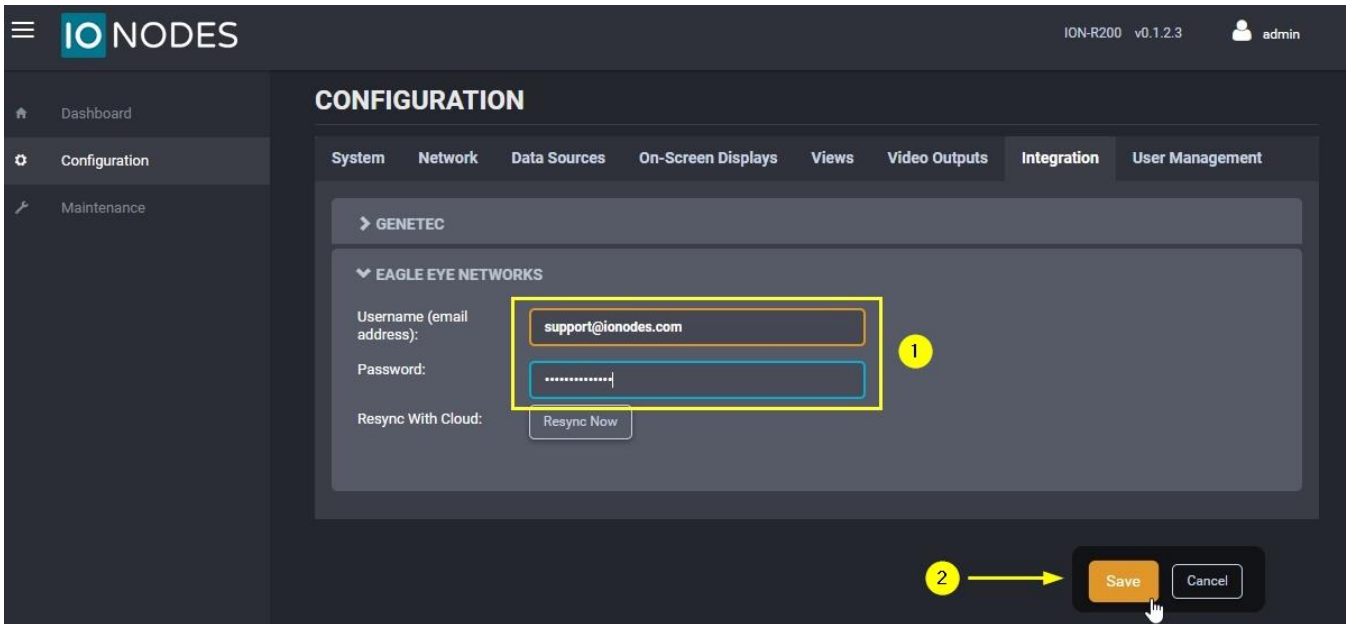 IO NODES
ION-R200 v0.1.2.3 admin
Dashboard
Configuration
Maintenance
CONFIGURATION
System Network Data Sources On-Screen Displays Views Video Outputs Integration User Management
GENETEC
EAGLE EYE NETWORKS
Username (email
address):
support@ionodes.com
1
Password:
••••••••••••••
Resync With Cloud:
Resync Now
2
Save Cancel